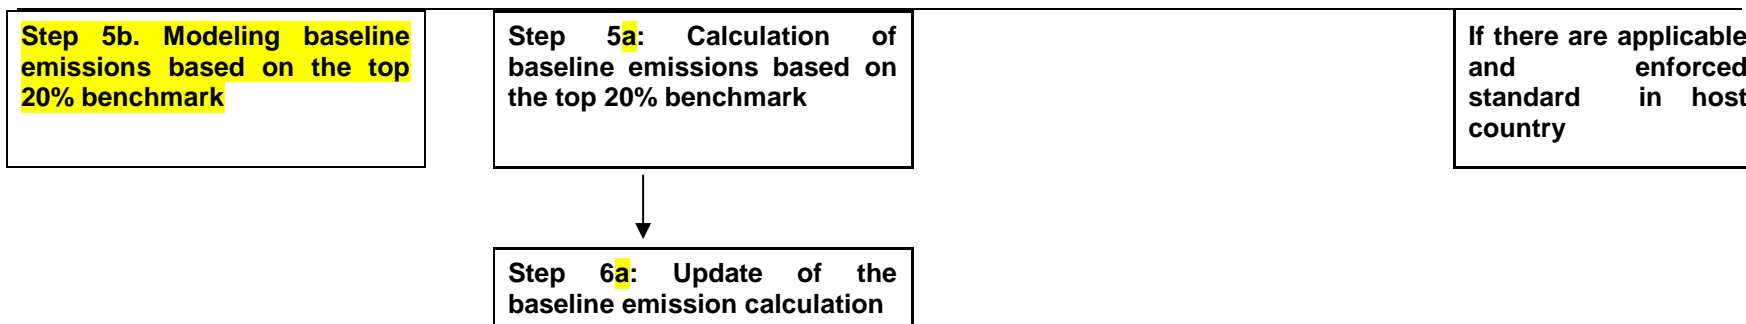 Step 5b. Modeling baseline
emissions based on the top
20% benchmark
Step 5a: Calculation of
baseline emissions based on
the top 20% benchmark
If there are applicable
and enforced
standard in host
country
Step 6a: Update of the
baseline emission calculation